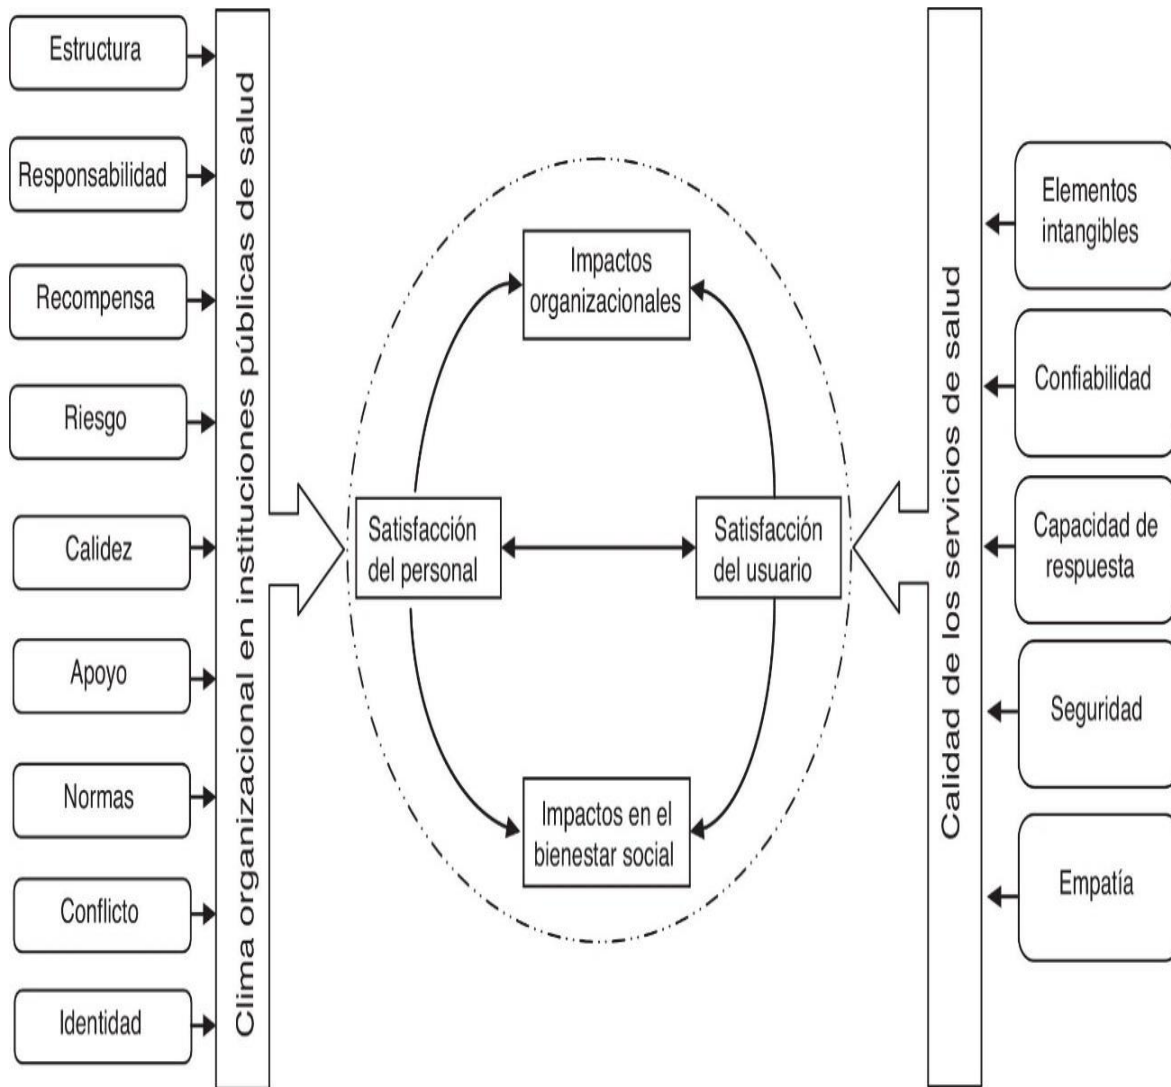 Estructura
Responsabilidad
Recompensa
Riesgo
Calidez
Apoyo
Normas
Conflicto
Identidad
Clima organizacional en instituciones públicas de salud
Impactos
organizacionales
Satisfacción
del personal
Satisfacción
del usuario
Impactos en el
bienestar social
Calidad de los servicios de salud
Elementos
intangibles
Confiabilidad
Capacidad de
respuesta
Seguridad
Empatía